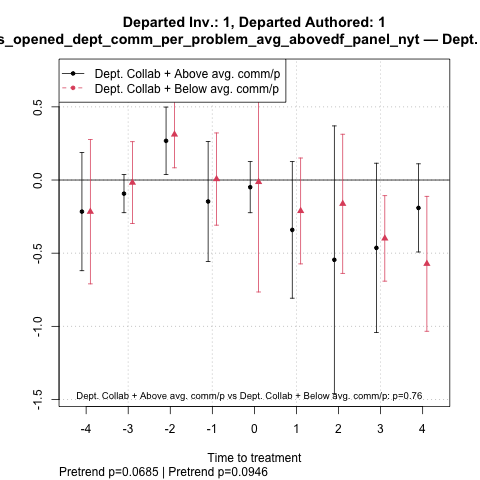 Departed Inv.: 1, Departed Authored: 1
s_opened_dept_comm_per_problem_avg_abovedf_panel_nyt — Dept.
Dept. Collab + Above avg. comm/p
Dept. Collab + Below avg. comm/p
0.5
0.0
-0.5
-1.0
-1.5
Dept. Collab + Above avg. comm/p vs Dept. Collab + Below avg. comm/p: p=0.76
-4 -3 -2 -1 0 1 2 3 4
Time to treatment
Pretrend p=0.0685 | Pretrend p=0.0946